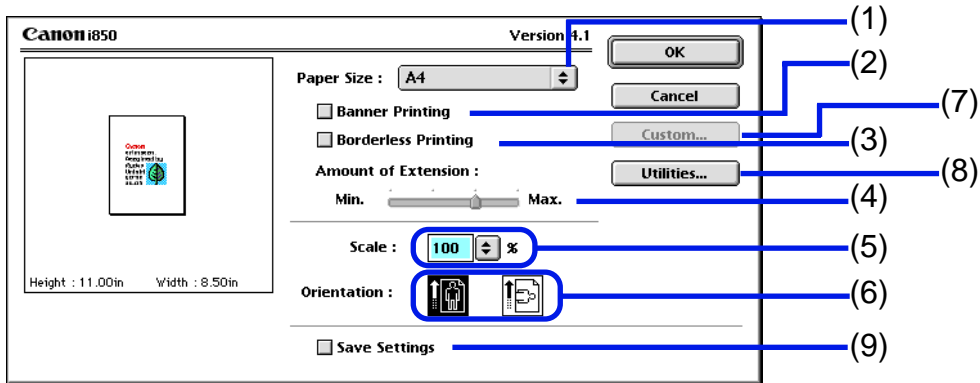 Canon i850
Version 4.1
OK
Paper Size : A4
Cancel
Banner Printing
Custom...
Borderless Printing
Utilities...
Amount of Extension :
Min. Max.
Scale : 100 %
Height : 11.00in Width : 8.50in
Orientation :
Save Settings
Canon
(1)
(2)
(7)
(3)
(8)
(4)
(5)
(6)
(9)